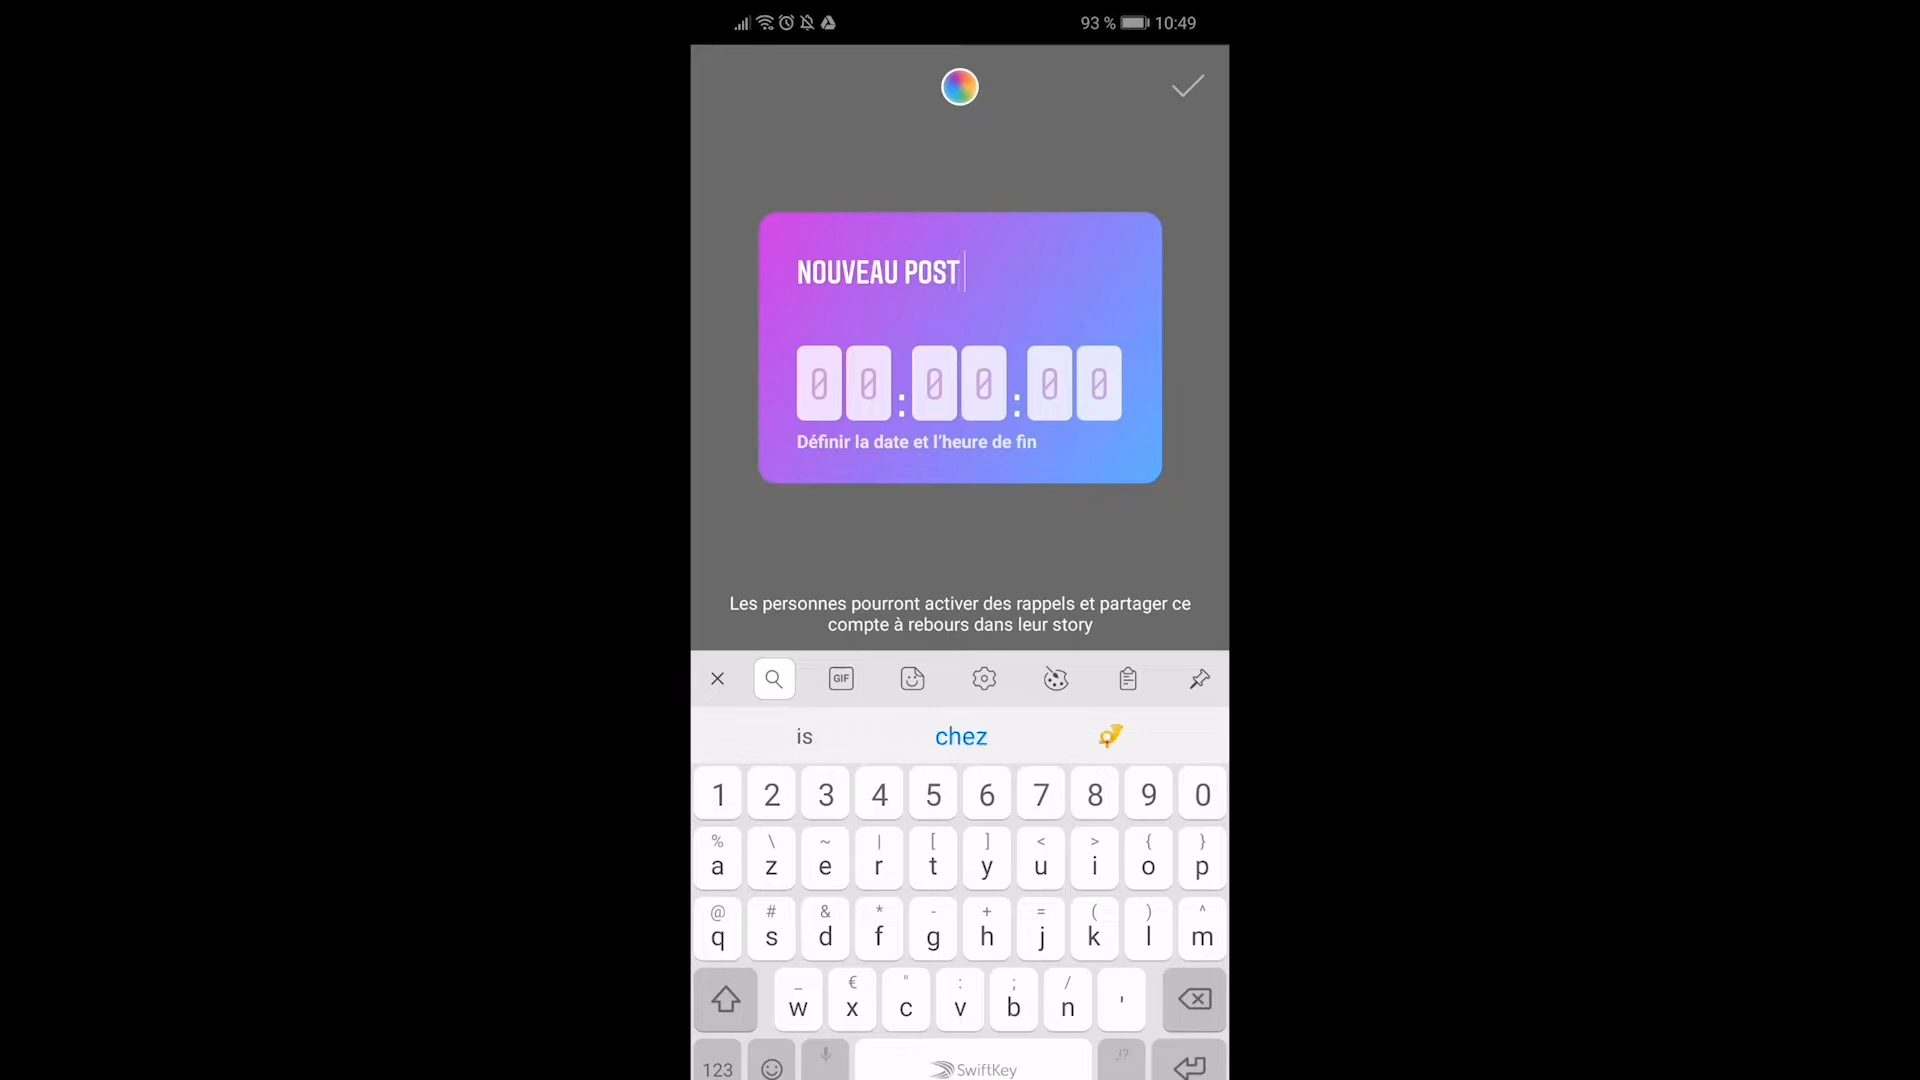 93 % 10:49
NOUVEAU POST
00:00:00
Définir la date et l'heure de fin
Les personnes pourront activer des rappels et partager ce
compte à rebours dans leur story
GIF
is chez
1 2 3 4 5 6 7 8 9 0
% \ ~ | [ ] < > { }
a z e r t y u i o p
@ # & * - + = ( ) ^
q s d f g h j k l m
_ € " : ; /
w x c v b n '
,!?
123 SwiftKey